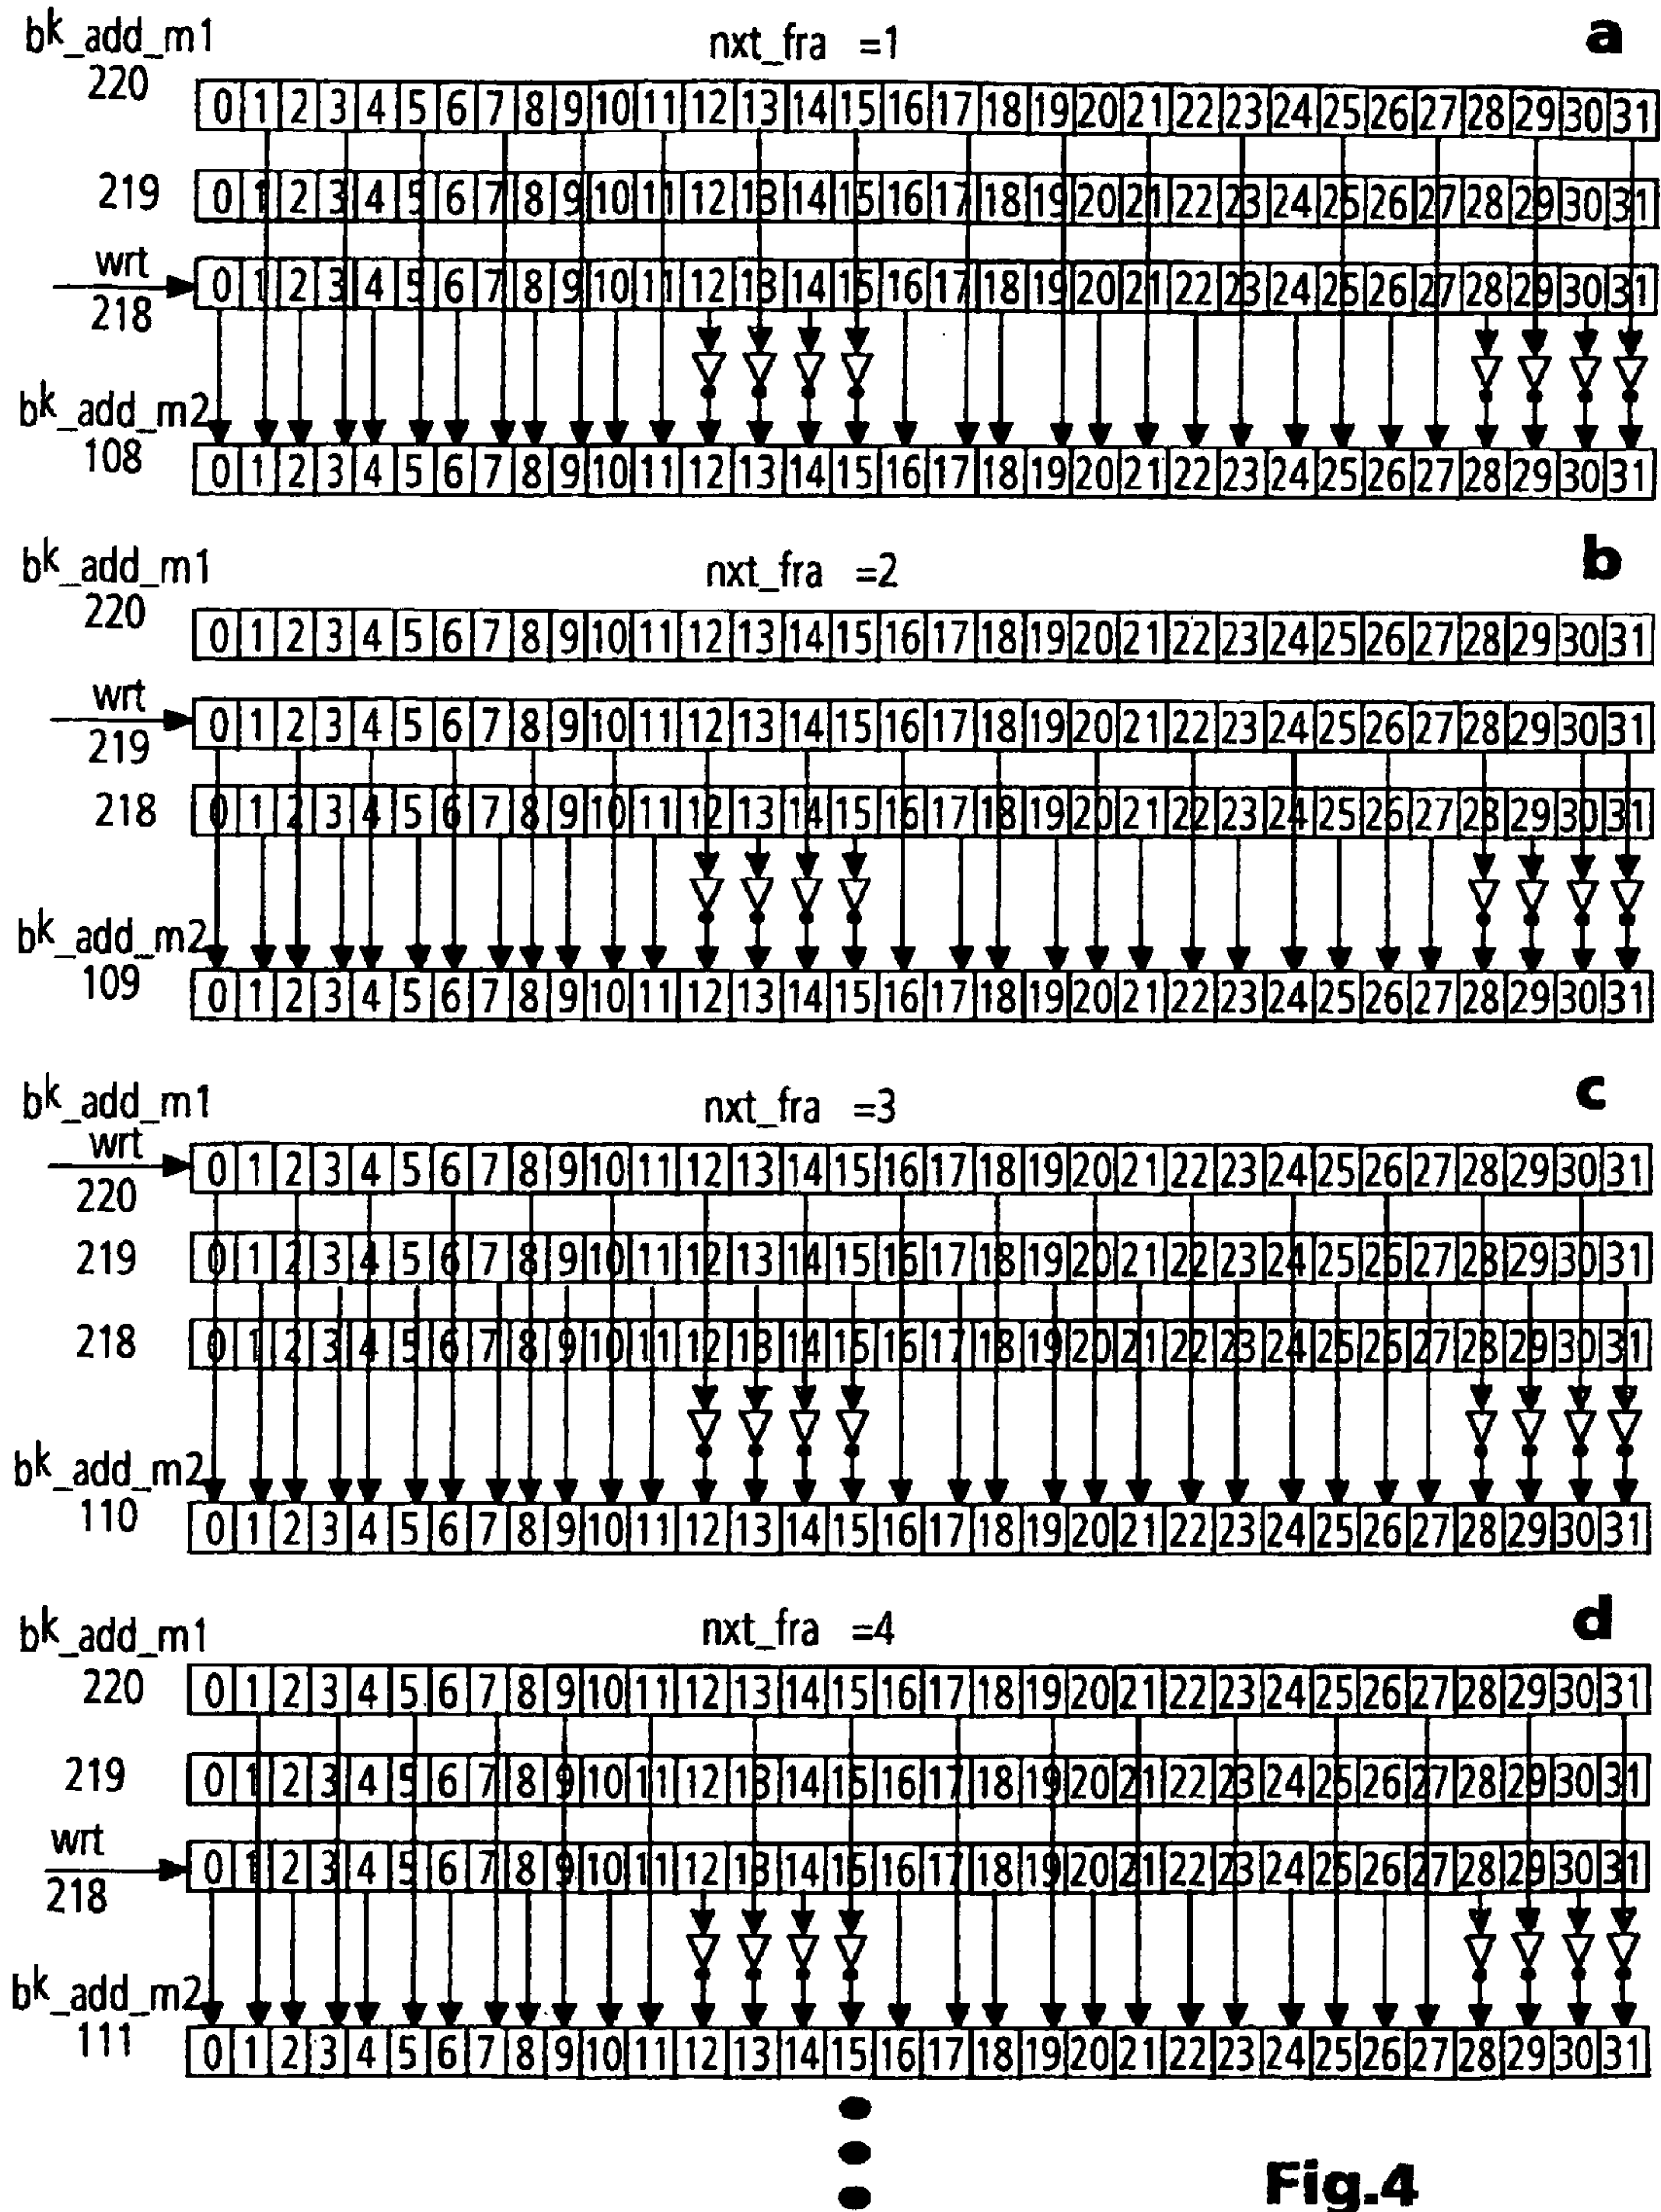 bk_add_m1 nxt_fra =1 a
220 0 1 2 3 4 5 6 7 8 9 10 11 12 13 14 15 16 17 18 19 20 21 22 23 24 25 26 27 28 29 30 31
219 0 1 2 3 4 5 6 7 8 9 10 11 12 13 14 15 16 17 18 19 20 21 22 23 24 25 26 27 28 29 30 31
wrt
218 0 1 2 3 4 5 6 7 8 9 10 11 12 13 14 15 16 17 18 19 20 21 22 23 24 25 26 27 28 29 30 31
bk_add_m2
108 0 1 2 3 4 5 6 7 8 9 10 11 12 13 14 15 16 17 18 19 20 21 22 23 24 25 26 27 28 29 30 31
bk_add_m1 nxt_fra =2 b
220 0 1 2 3 4 5 6 7 8 9 10 11 12 13 14 15 16 17 18 19 20 21 22 23 24 25 26 27 28 29 30 31
wrt
219 0 1 2 3 4 5 6 7 8 9 10 11 12 13 14 15 16 17 18 19 20 21 22 23 24 25 26 27 28 29 30 31
218 0 1 2 3 4 5 6 7 8 9 10 11 12 13 14 15 16 17 18 19 20 21 22 23 24 25 26 27 28 29 30 31
bk_add_m2
109 0 1 2 3 4 5 6 7 8 9 10 11 12 13 14 15 16 17 18 19 20 21 22 23 24 25 26 27 28 29 30 31
bk_add_m1 nxt_fra =3 c
wrt
220 0 1 2 3 4 5 6 7 8 9 10 11 12 13 14 15 16 17 18 19 20 21 22 23 24 25 26 27 28 29 30 31
219 0 1 2 3 4 5 6 7 8 9 10 11 12 13 14 15 16 17 18 19 20 21 22 23 24 25 26 27 28 29 30 31
218 0 1 2 3 4 5 6 7 8 9 10 11 12 13 14 15 16 17 18 19 20 21 22 23 24 25 26 27 28 29 30 31
bk_add_m2
110 0 1 2 3 4 5 6 7 8 9 10 11 12 13 14 15 16 17 18 19 20 21 22 23 24 25 26 27 28 29 30 31
bk_add_m1 nxt_fra =4 d
220 0 1 2 3 4 5 6 7 8 9 10 11 12 13 14 15 16 17 18 19 20 21 22 23 24 25 26 27 28 29 30 31
219 0 1 2 3 4 5 6 7 8 9 10 11 12 13 14 15 16 17 18 19 20 21 22 23 24 25 26 27 28 29 30 31
wrt
218 0 1 2 3 4 5 6 7 8 9 10 11 12 13 14 15 16 17 18 19 20 21 22 23 24 25 26 27 28 29 30 31
bk_add_m2
111 0 1 2 3 4 5 6 7 8 9 10 11 12 13 14 15 16 17 18 19 20 21 22 23 24 25 26 27 28 29 30 31
Fig.4